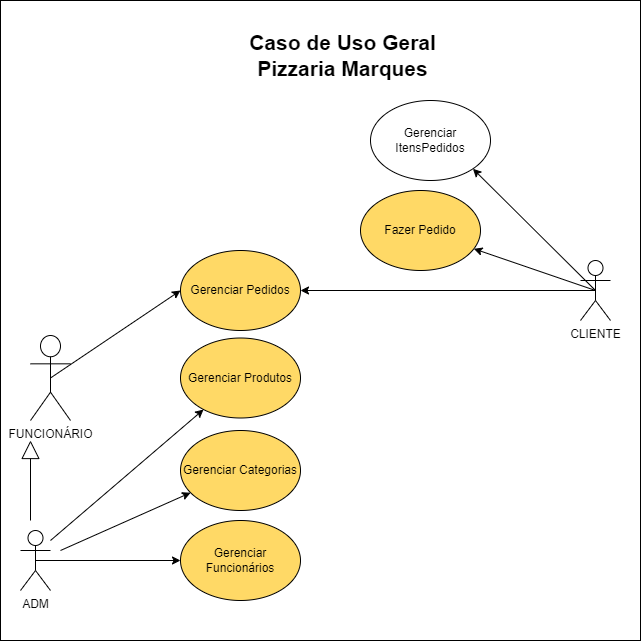 Caso de Uso Geral
Pizzaria Marques
Gerenciar
ItensPedidos
Fazer Pedido
Gerenciar Pedidos
CLIENTE
Gerenciar Produtos
FUNCIONÁRIO
Gerenciar Categorias
Gerenciar
Funcionários
ADM